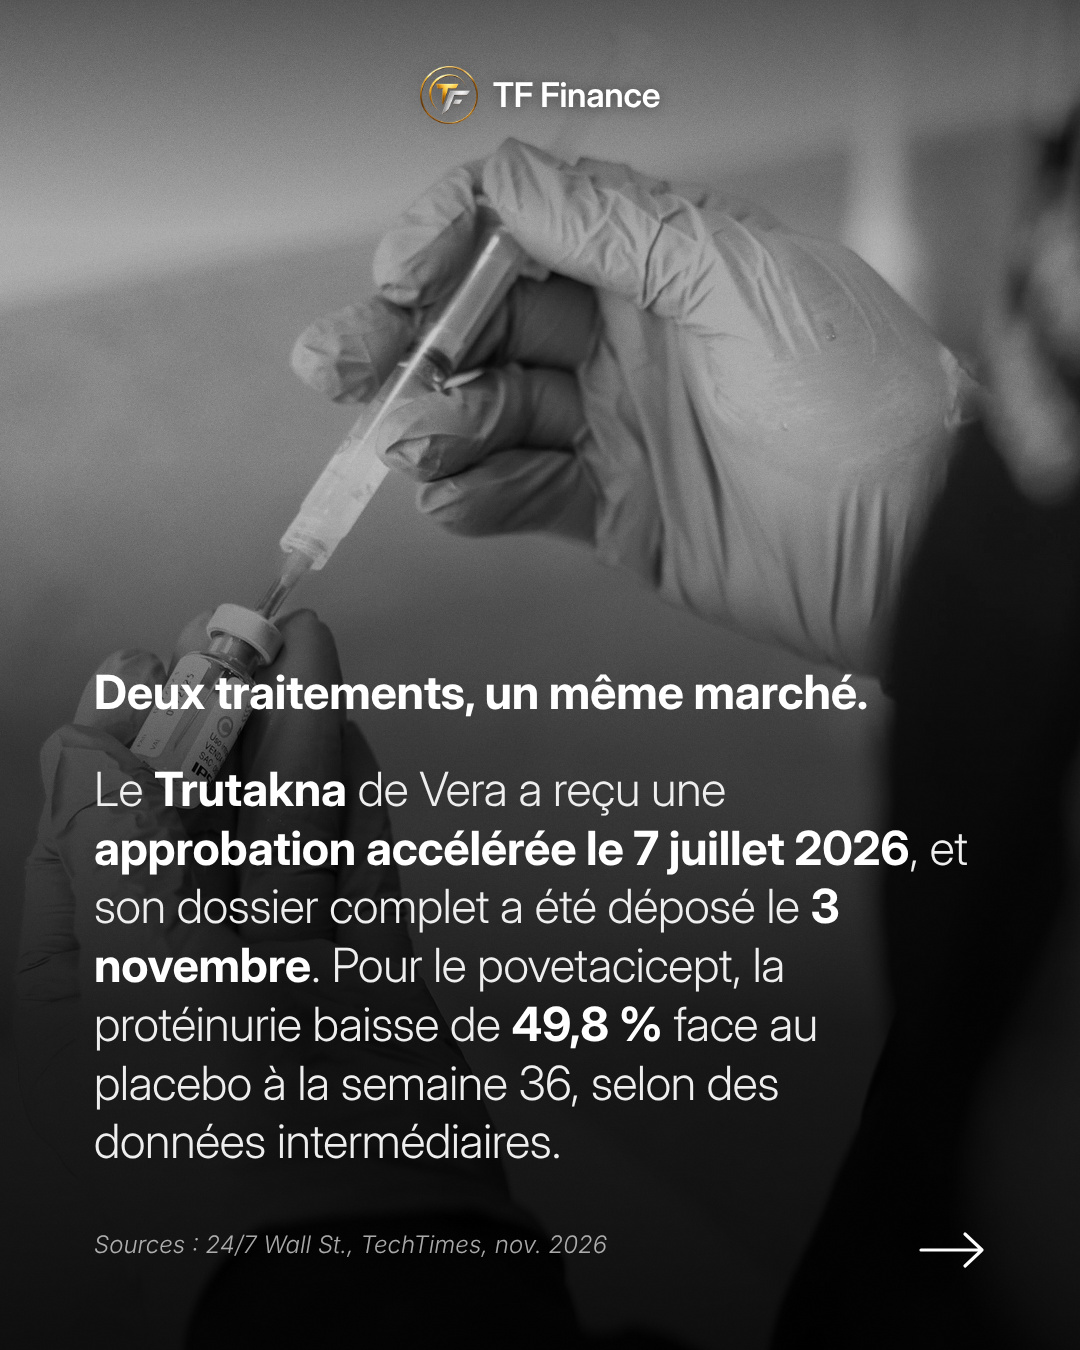 TF Finance
Deux traitements, un même marché.
Le Trutakna de Vera a reçu une
approbation accélérée le 7 juillet 2026, et
son dossier complet a été déposé le 3
novembre. Pour le povetacicept, la
protéinurie baisse de 49,8 % face au
placebo à la semaine 36, selon des
données intermédiaires.
Sources : 24/7 Wall St., TechTimes, nov. 2026